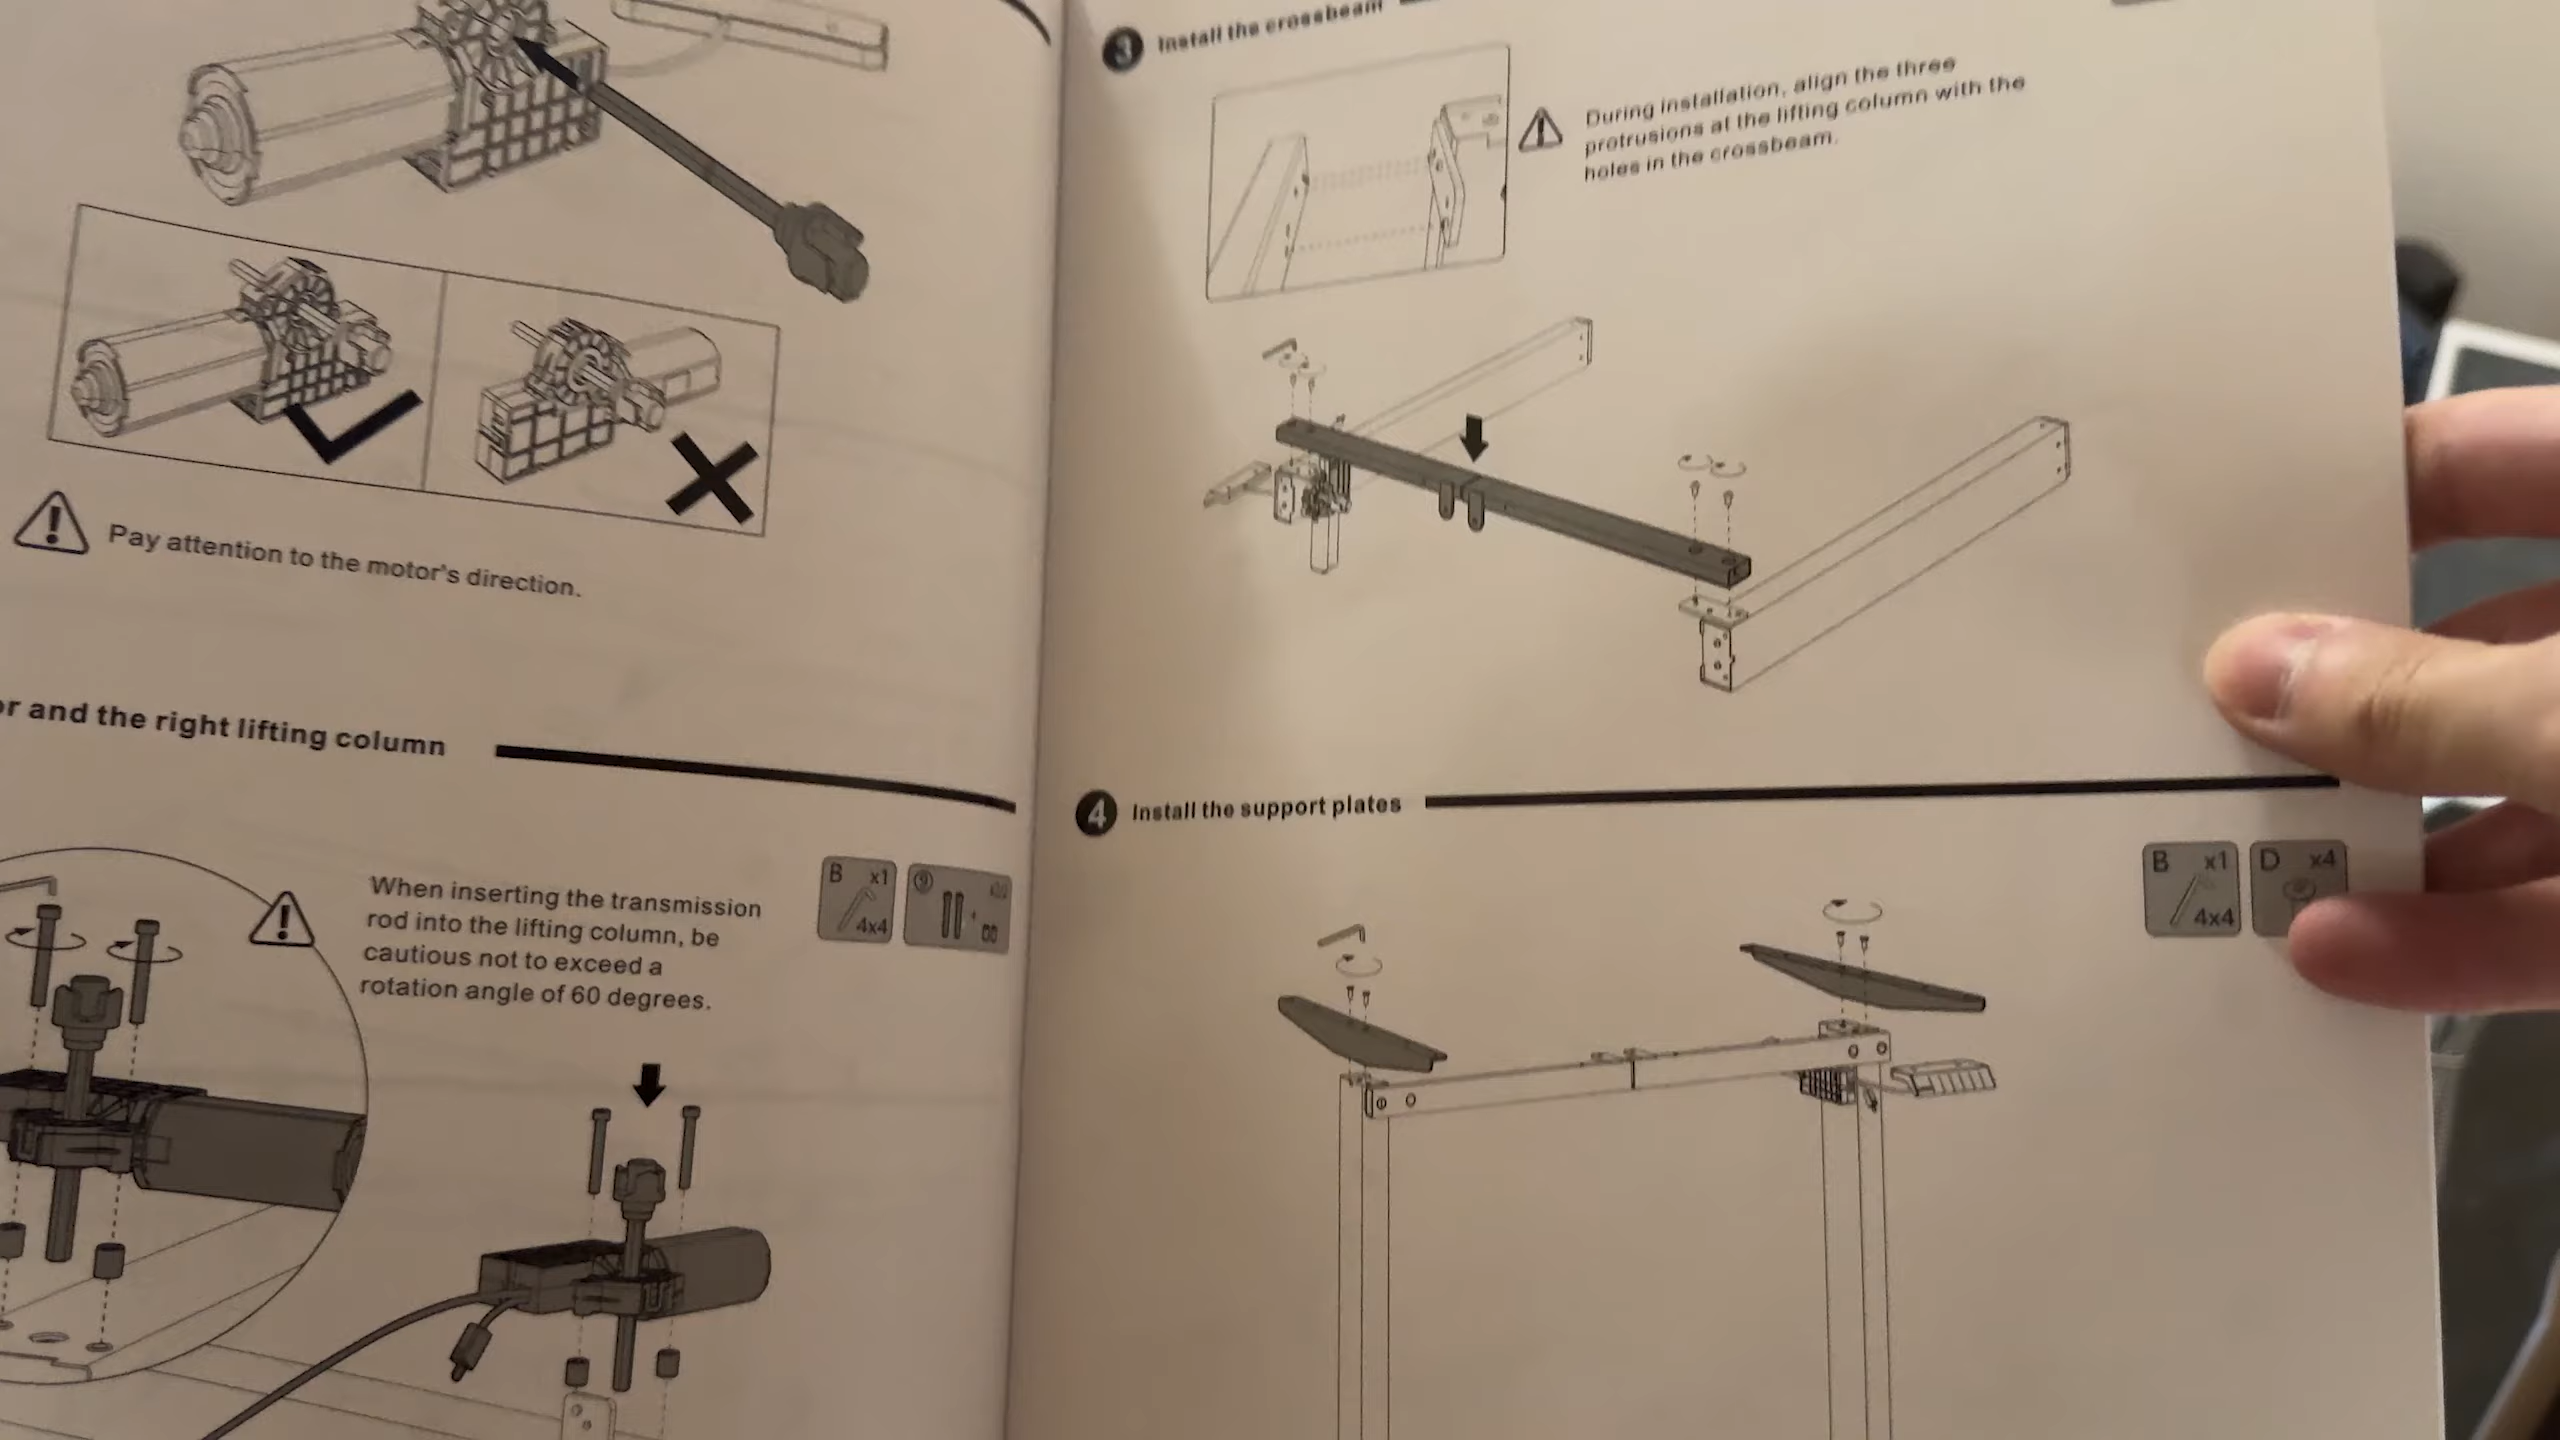 Pay attention to the motor's direction.
and the right lifting column
When inserting the transmission
rod into the lifting column, be
cautious not to exceed a
rotation angle of 60 degrees.
B x1
4x4
9
3 Install the crossbeam
During installation, align the three
protrusions at the lifting column with the
holes in the crossbeam.
4 Install the support plates
B x1
4x4
D x4